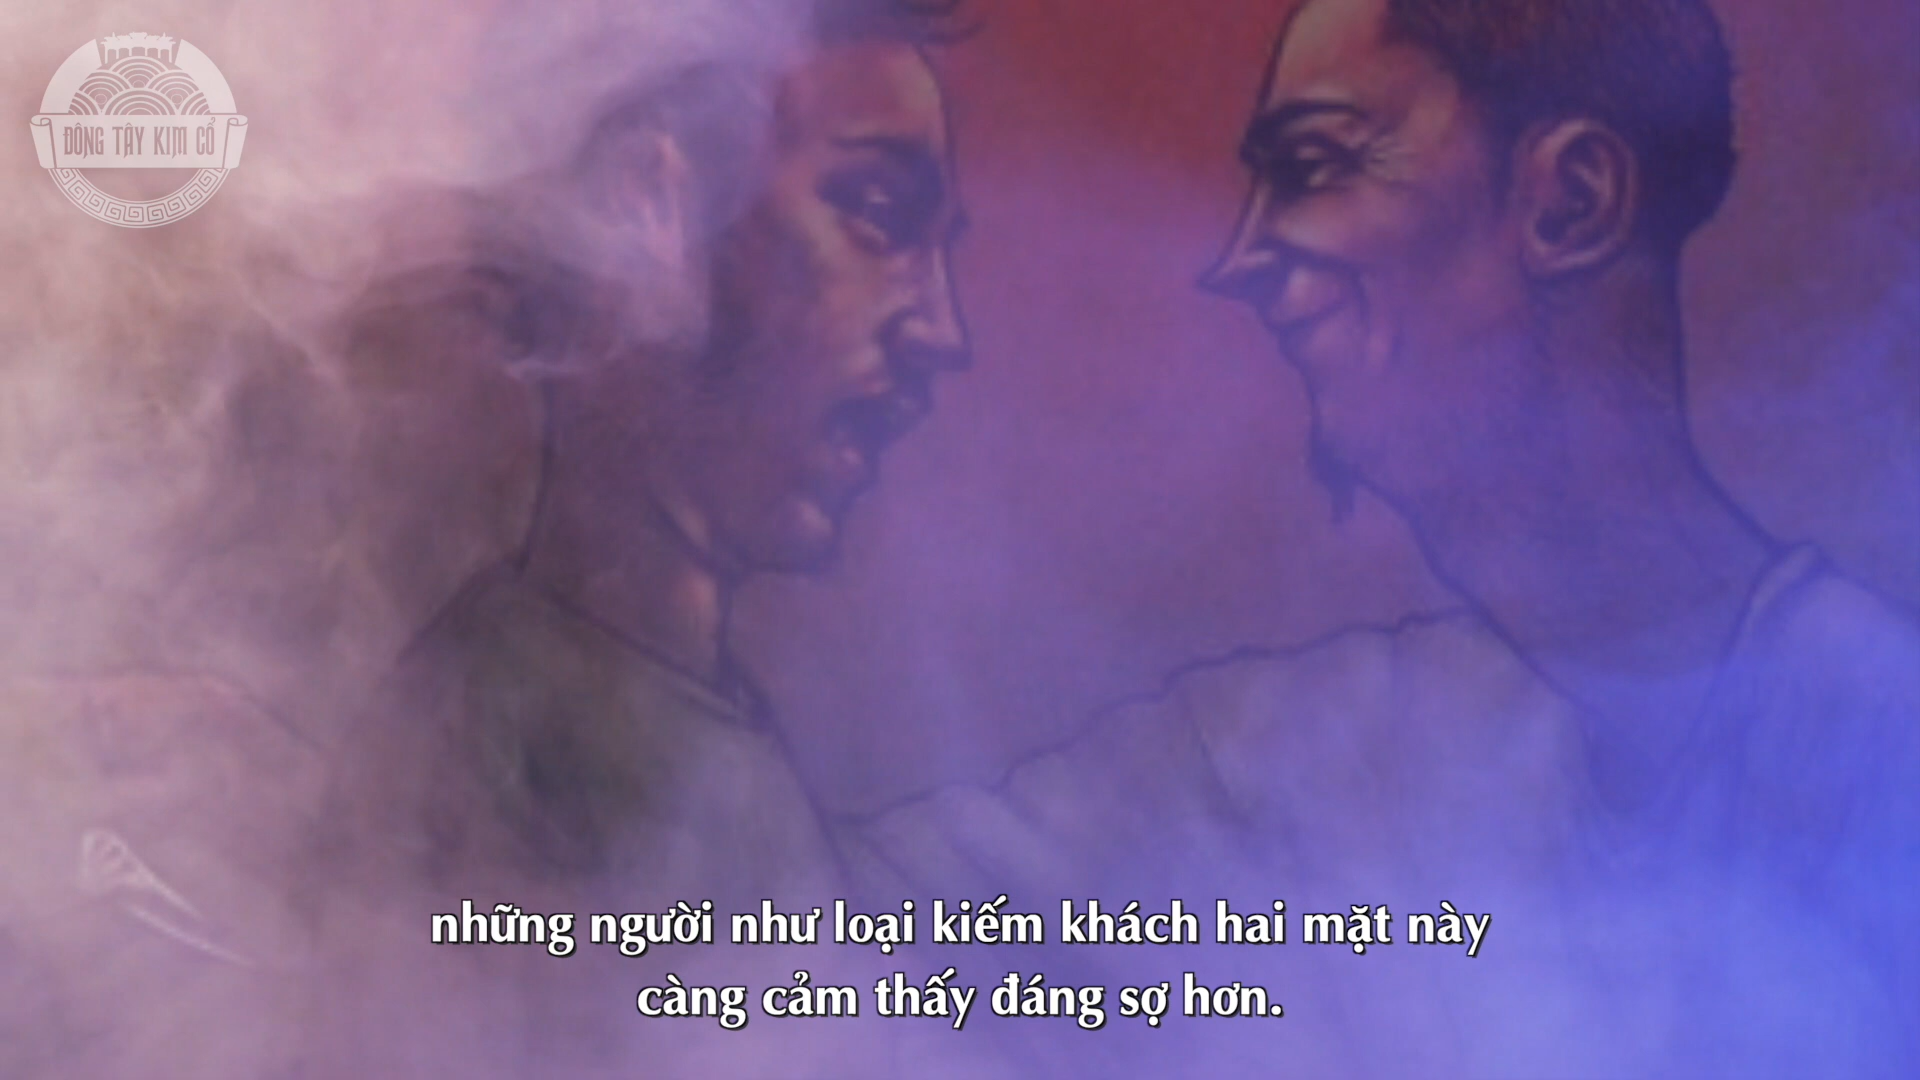 ĐÔNG TÂY KIM CỔ
những người như loại kiếm khách hai mặt này
càng cảm thấy đáng sợ hơn.